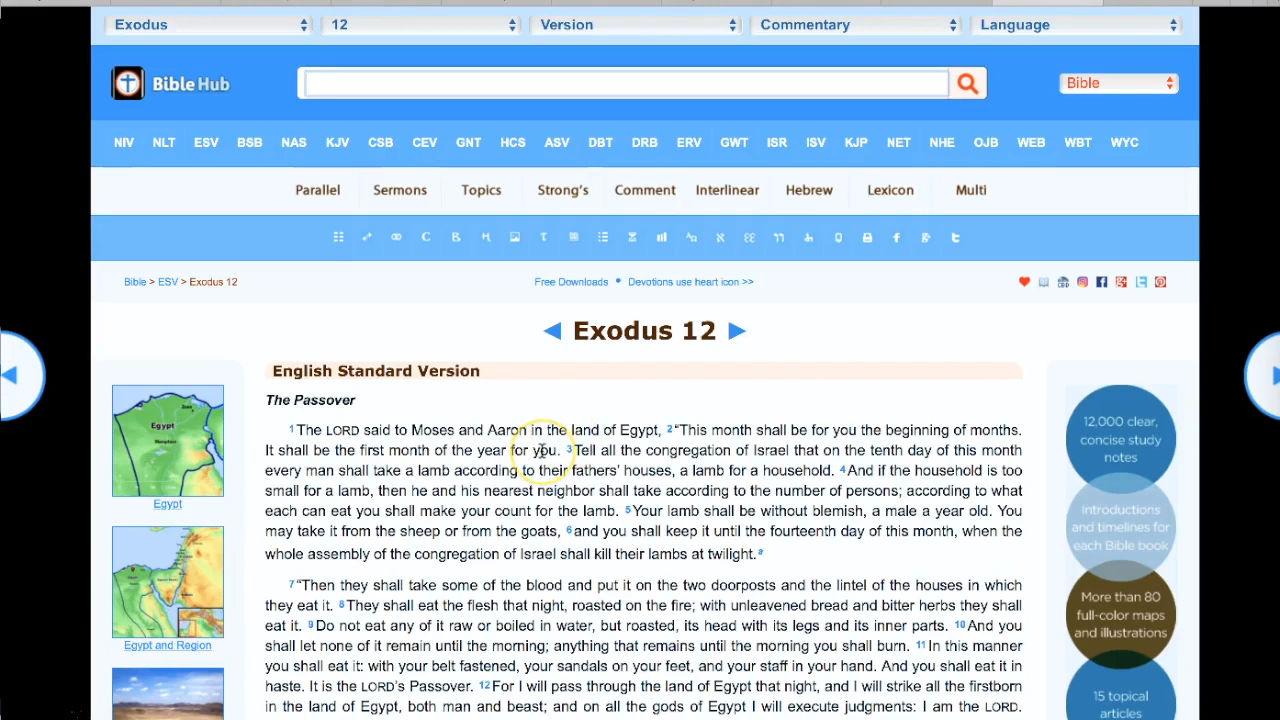 Exodus 12 Version Commentary Language
Bible Hub Bible
NIV NLT ESV BSB NAS KJV CSB CEV GNT HCS ASV DBT DRB ERV GWT ISR ISV KJP NET NHE OJB WEB WBT WYC
Parallel Sermons Topics Strong's Comment Interlinear Hebrew Lexicon Multi
Bible > ESV > Exodus 12 Free Downloads • Devotions use heart icon >>
◄ Exodus 12 ►
English Standard Version
The Passover
1The LORD said to Moses and Aaron in the land of Egypt, 2“This month shall be for you the beginning of months.
It shall be the first month of the year for you. 3Tell all the congregation of Israel that on the tenth day of this month
every man shall take a lamb according to their fathers’ houses, a lamb for a household. 4And if the household is too
small for a lamb, then he and his nearest neighbor shall take according to the number of persons; according to what
each can eat you shall make your count for the lamb. 5Your lamb shall be without blemish, a male a year old. You
may take it from the sheep or from the goats, 6and you shall keep it until the fourteenth day of this month, when the
whole assembly of the congregation of Israel shall kill their lambs at twilight.a
7“Then they shall take some of the blood and put it on the two doorposts and the lintel of the houses in which
they eat it. 8They shall eat the flesh that night, roasted on the fire; with unleavened bread and bitter herbs they shall
eat it. 9Do not eat any of it raw or boiled in water, but roasted, its head with its legs and its inner parts. 10And you
shall let none of it remain until the morning; anything that remains until the morning you shall burn. 11In this manner
you shall eat it: with your belt fastened, your sandals on your feet, and your staff in your hand. And you shall eat it in
haste. It is the LORD’s Passover. 12For I will pass through the land of Egypt that night, and I will strike all the firstborn
in the land of Egypt, both man and beast; and on all the gods of Egypt I will execute judgments: I am the LORD.
Egypt
Egypt
Egypt and Region
12,000 clear,
concise study
notes
Introductions
and timelines for
each Bible book
More than 80
full-color maps
and illustrations
15 topical
articles